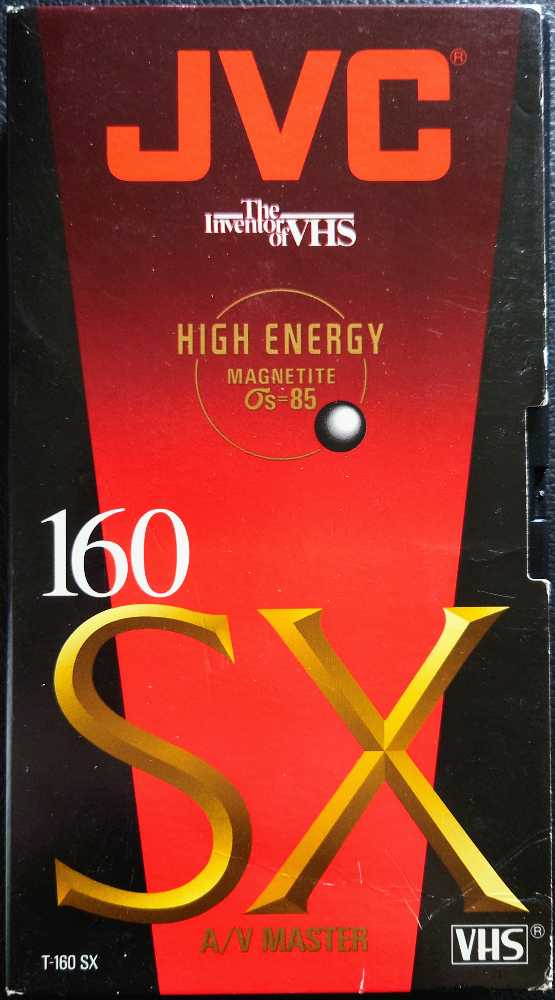 JVC®
The
Inventor
of VHS
HIGH ENERGY
MAGNETITE
σs=85
160
SX
A/V MASTER
T-160 SX
VHS®